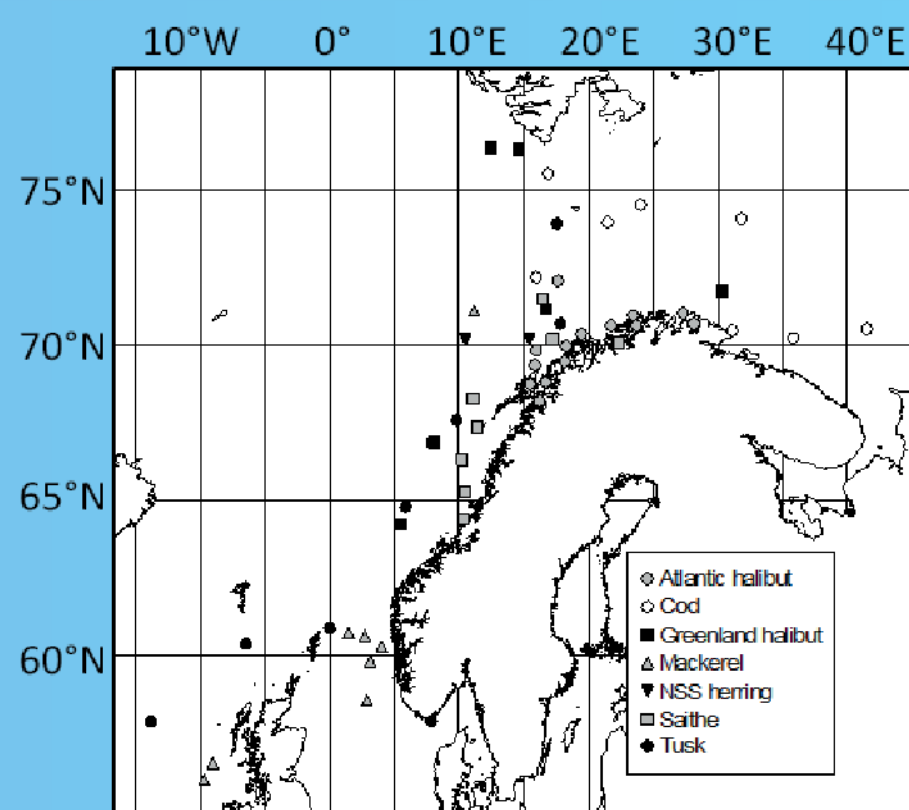 10°W 0° 10°E 20°E 30°E 40°E
75°N
70°N
65°N
60°N
Atlantic halibut
Cod
Greenland halibut
Mackerel
NSS herring
Saithe
Tusk